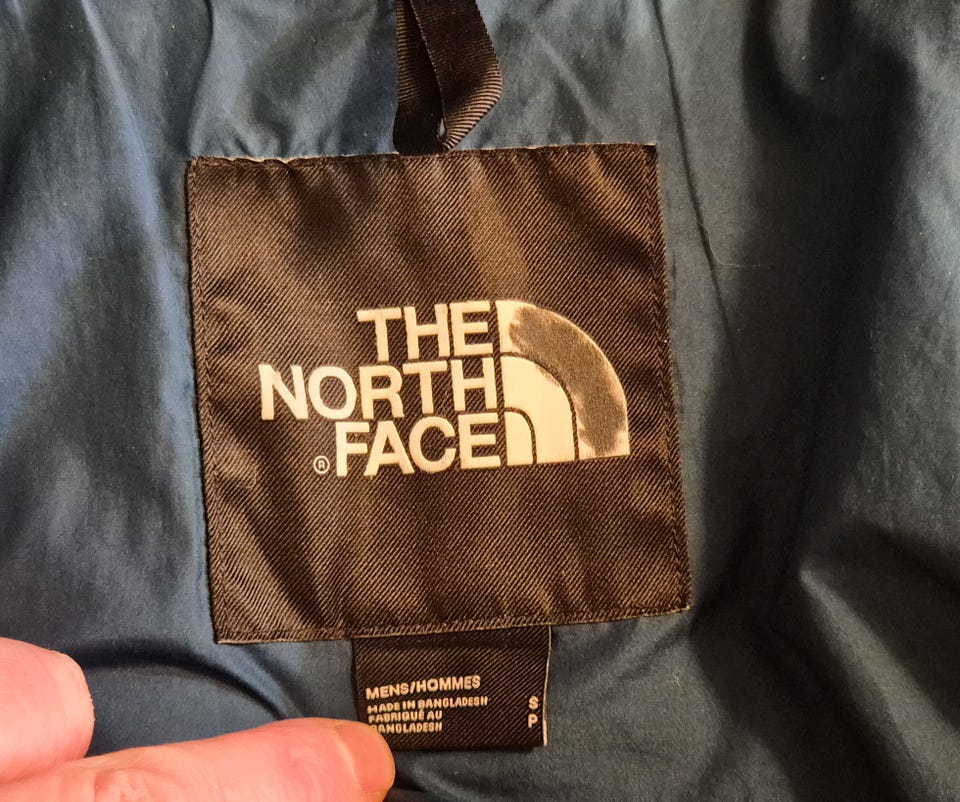 THE
NORTH
® FACE
MENS/HOMMES
MADE IN BANGLADESH
FABRIQUÉ AU
BANGLADESH
S
P